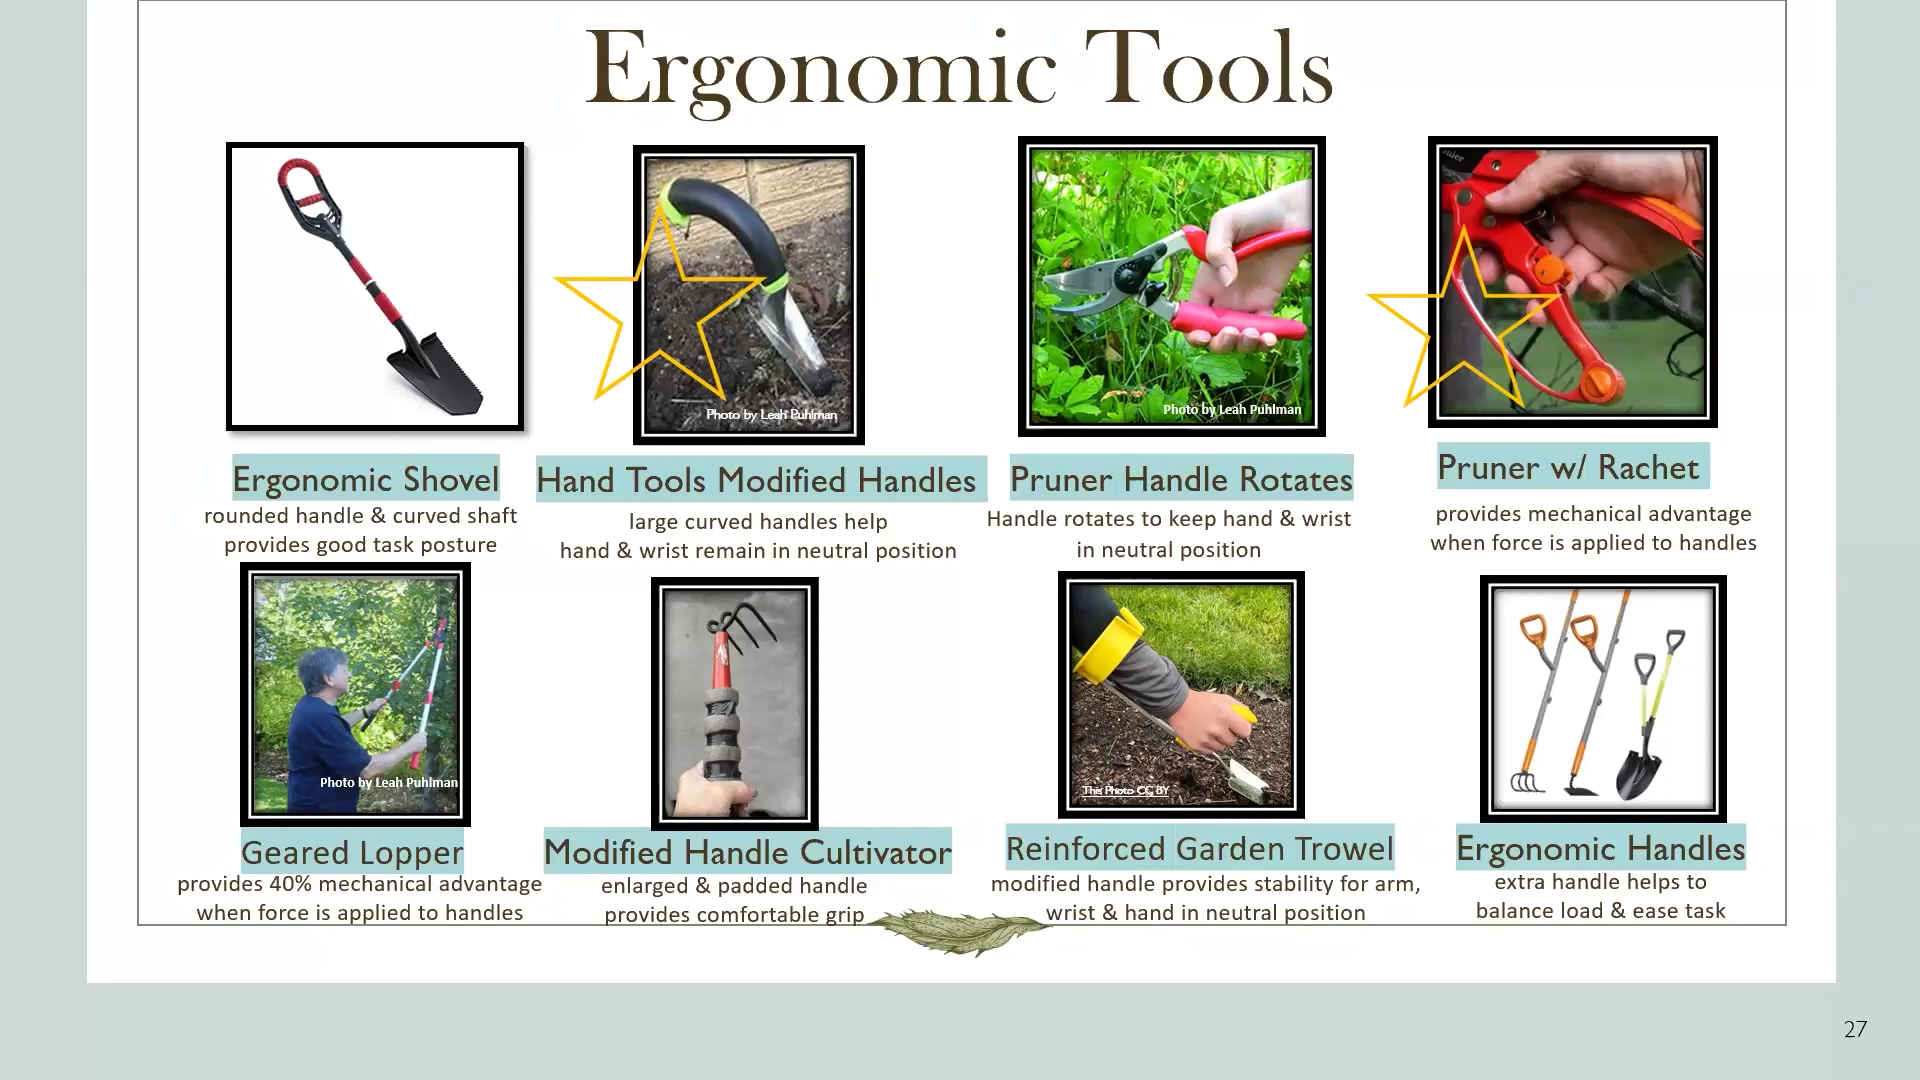 Ergonomic Tools
Photo by Leah Puhlman
Photo by Leah Puhlman
Ergonomic Shovel
rounded handle & curved shaft
provides good task posture
Hand Tools Modified Handles
large curved handles help
hand & wrist remain in neutral position
Pruner Handle Rotates
Handle rotates to keep hand & wrist
in neutral position
Pruner w/ Rachet
provides mechanical advantage
when force is applied to handles
Photo by Leah Puhlman
This Photo CC BY
Geared Lopper
provides 40% mechanical advantage
when force is applied to handles
Modified Handle Cultivator
enlarged & padded handle
provides comfortable grip
Reinforced Garden Trowel
modified handle provides stability for arm,
wrist & hand in neutral position
Ergonomic Handles
extra handle helps to
balance load & ease task
27